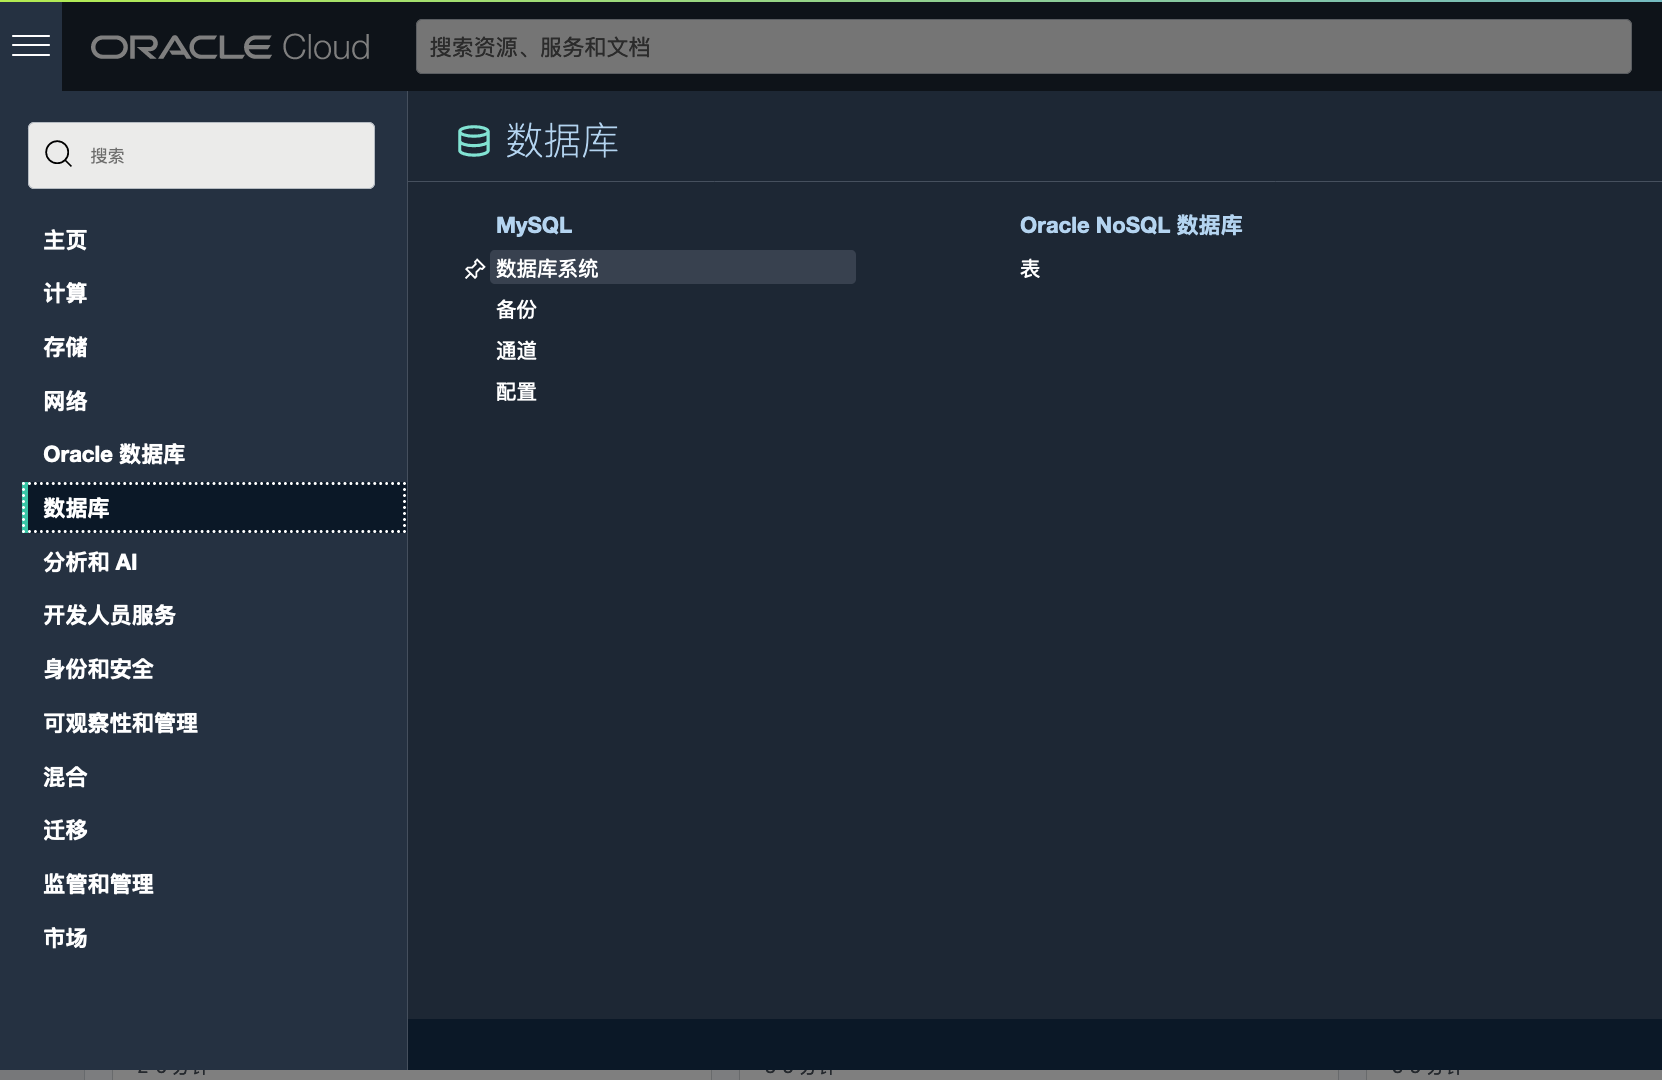 ORACLE Cloud
搜索资源、服务和文档
搜索
主页
计算
存储
网络
Oracle 数据库
数据库
分析和 AI
开发人员服务
身份和安全
可观察性和管理
混合
迁移
监管和管理
市场
数据库
MySQL
数据库系统
备份
通道
配置
Oracle NoSQL 数据库
表